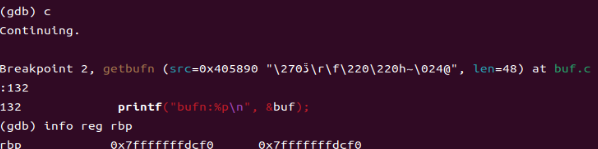 (gdb) c
Continuing.
Breakpoint 2, getbufn (src=0x405890 "\270ӟ\r\f\220\220h~\024@", len=48) at buf.c
:132
132 printf("bufn:%p\n", &buf);
(gdb) info reg rbp
rbp 0x7fffffffdcf0 0x7fffffffdcf0